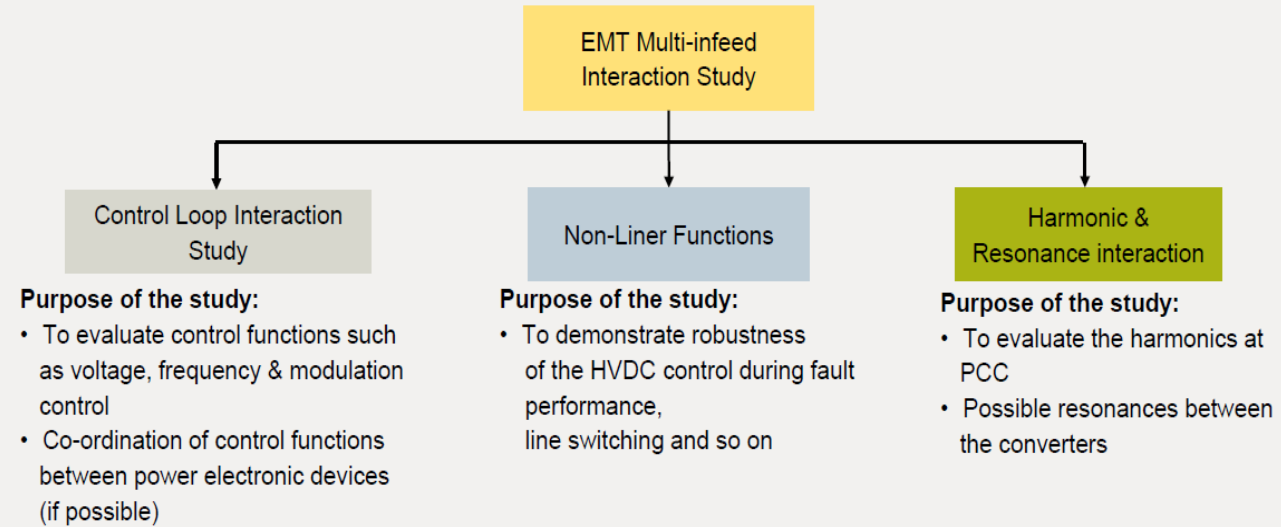 EMT Multi-infeed
Interaction Study
Control Loop Interaction
Study
Purpose of the study:
• To evaluate control functions such
as voltage, frequency & modulation
control
• Co-ordination of control functions
between power electronic devices
(if possible)
Non-Liner Functions
Purpose of the study:
• To demonstrate robustness
of the HVDC control during fault
performance,
line switching and so on
Harmonic &
Resonance interaction
Purpose of the study:
• To evaluate the harmonics at
PCC
• Possible resonances between
the converters